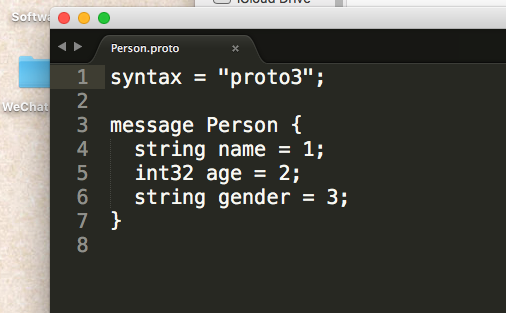 iCloud Drive
Softwa
Person.proto
WeChat
1 syntax = "proto3";
2
3 message Person {
4   string name = 1;
5   int32 age = 2;
6   string gender = 3;
7 }
8